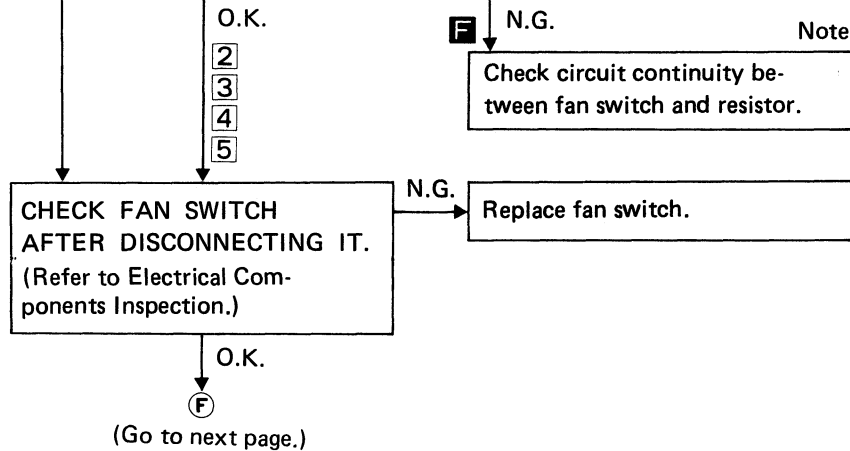 O.K.
2
3
4
5
F N.G.
Note
Check circuit continuity be-
tween fan switch and resistor.
CHECK FAN SWITCH
AFTER DISCONNECTING IT.
(Refer to Electrical Com-
ponents Inspection.)
N.G.
Replace fan switch.
O.K.
F
(Go to next page.)